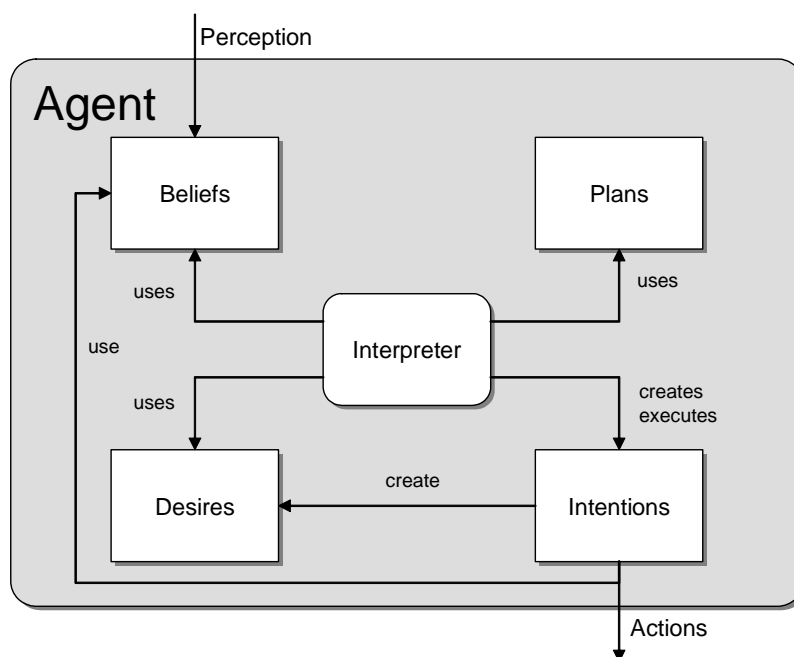 Perception
Agent
Beliefs
Plans
uses
uses
use
Interpreter
uses
creates
executes
create
Desires
Intentions
Actions